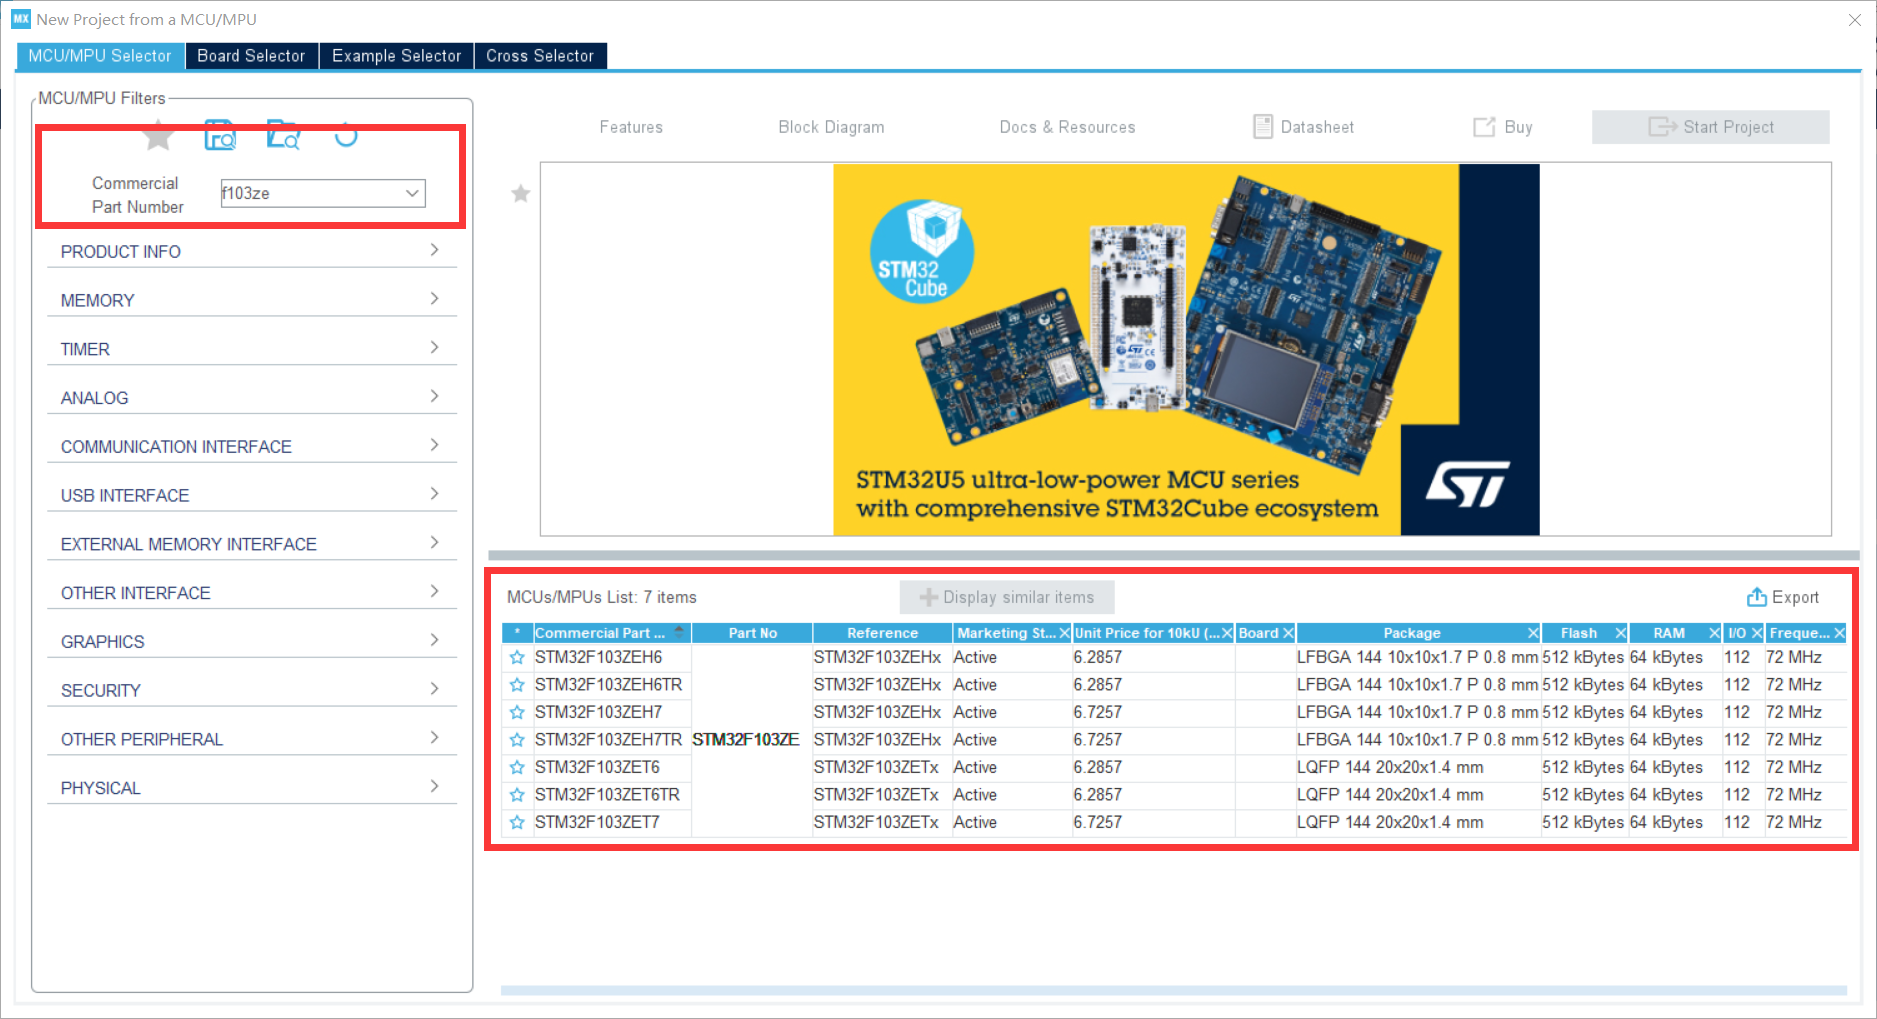 MX New Project from a MCU/MPU
MCU/MPU Selector Board Selector Example Selector Cross Selector
MCU/MPU Filters
Commercial
Part Number
f103ze
PRODUCT INFO
MEMORY
TIMER
ANALOG
COMMUNICATION INTERFACE
USB INTERFACE
EXTERNAL MEMORY INTERFACE
OTHER INTERFACE
GRAPHICS
SECURITY
OTHER PERIPHERAL
PHYSICAL
Features Block Diagram Docs & Resources Datasheet Buy Start Project
STM32
Cube
STM32U5 ultra-low-power MCU series
with comprehensive STM32Cube ecosystem
ST
MCUs/MPUs List: 7 items Display similar items Export
* Commercial Part ... Part No Reference Marketing St... Unit Price for 10kU (... Board Package Flash RAM I/O Freque...
STM32F103ZEH6 STM32F103ZEHx Active 6.2857 LFBGA 144 10x10x1.7 P 0.8 mm 512 kBytes 64 kBytes 112 72 MHz
STM32F103ZEH6TR STM32F103ZEHx Active 6.2857 LFBGA 144 10x10x1.7 P 0.8 mm 512 kBytes 64 kBytes 112 72 MHz
STM32F103ZEH7 STM32F103ZEHx Active 6.7257 LFBGA 144 10x10x1.7 P 0.8 mm 512 kBytes 64 kBytes 112 72 MHz
STM32F103ZEH7TR STM32F103ZE STM32F103ZEHx Active 6.7257 LFBGA 144 10x10x1.7 P 0.8 mm 512 kBytes 64 kBytes 112 72 MHz
STM32F103ZET6 STM32F103ZETx Active 6.2857 LQFP 144 20x20x1.4 mm 512 kBytes 64 kBytes 112 72 MHz
STM32F103ZET6TR STM32F103ZETx Active 6.2857 LQFP 144 20x20x1.4 mm 512 kBytes 64 kBytes 112 72 MHz
STM32F103ZET7 STM32F103ZETx Active 6.7257 LQFP 144 20x20x1.4 mm 512 kBytes 64 kBytes 112 72 MHz